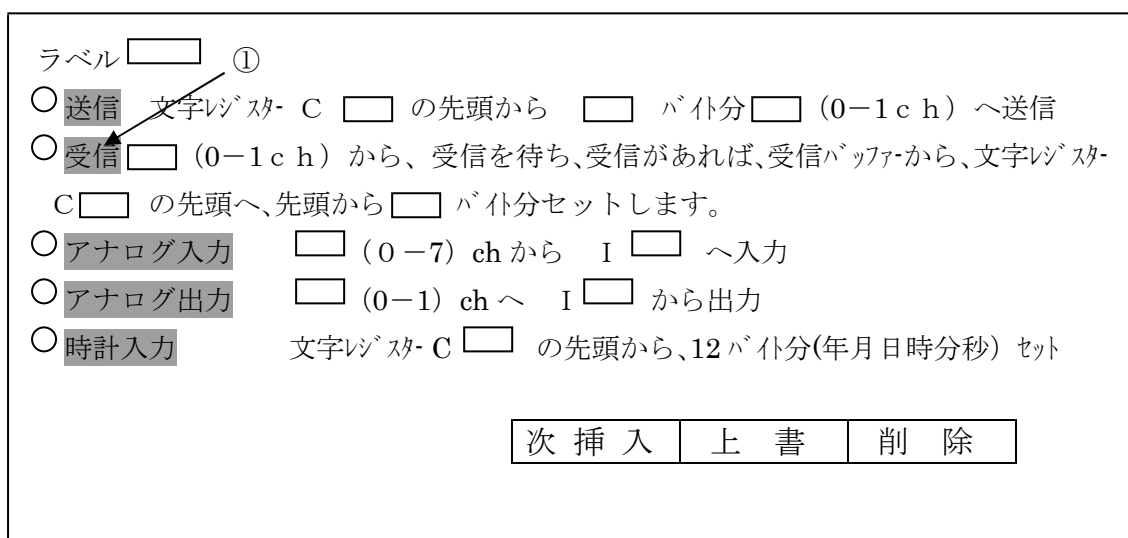 ラベル ①
送信 文字ﾚｼﾞｽﾀｰ C の先頭から ﾊﾞｲﾄ分 (0－1ｃｈ) へ送信
受信 (0－1ｃｈ) から、受信を待ち、受信があれば、受信ﾊﾞｯﾌｧｰから、文字ﾚｼﾞｽﾀｰ
C の先頭へ、先頭から ﾊﾞｲﾄ分セットします。
アナログ入力 (０－7) ch から I へ入力
アナログ出力 (0－1) ch へ I から出力
時計入力 文字ﾚｼﾞｽﾀｰ C の先頭から、12 ﾊﾞｲﾄ分(年月日時分秒) ｾｯﾄ
次 挿 入 上 書 削 除